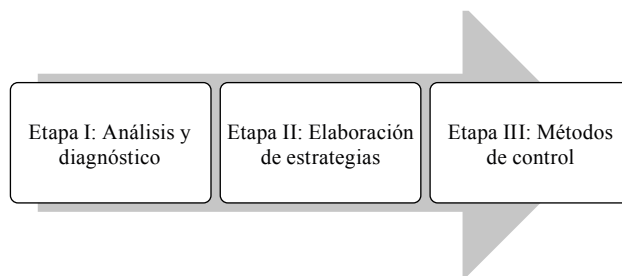 Etapa I: Análisis y
diagnóstico
Etapa II: Elaboración
de estrategias
Etapa III: Métodos
de control